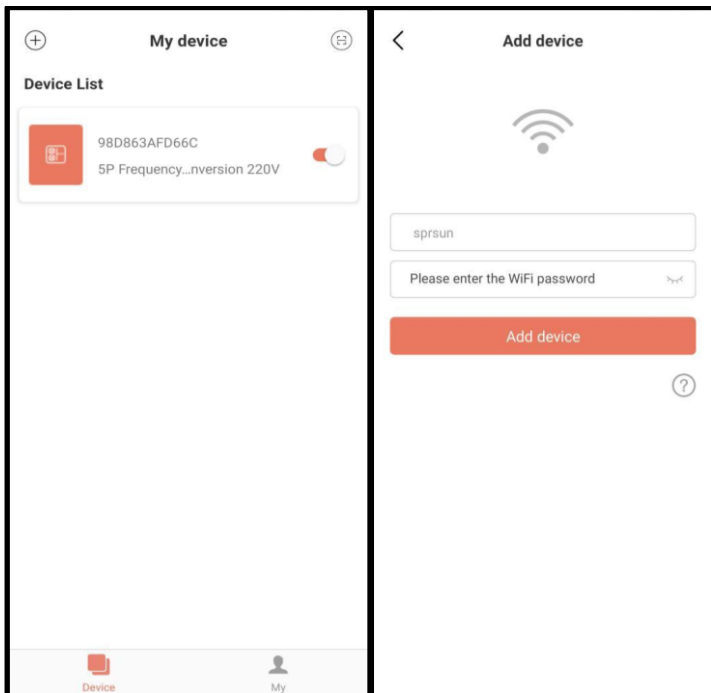 My device
Device List
98D863AFD66C
5P Frequency...nversion 220V
Device
My
Add device
sprsun
Please enter the WiFi password
Add device
?